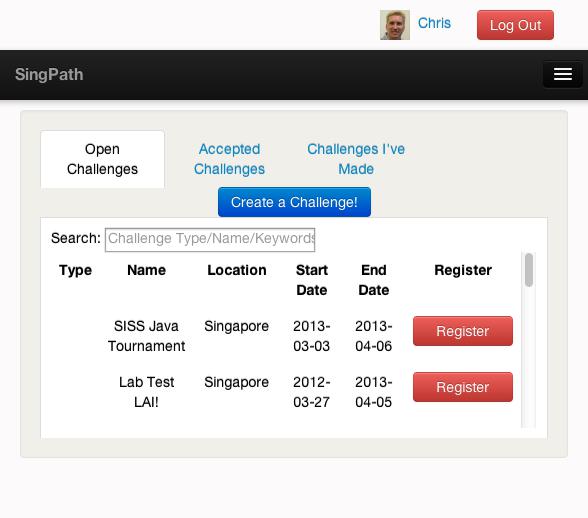 Chris
Log Out
SingPath
Open
Challenges
Accepted
Challenges
Challenges I've
Made
Create a Challenge!
Search: Challenge Type/Name/Keywords
Type Name Location Start
Date End
Date Register
SISS Java
Tournament Singapore 2013-
03-03 2013-
04-06 Register
Lab Test
LAI! Singapore 2012-
03-27 2013-
04-05 Register